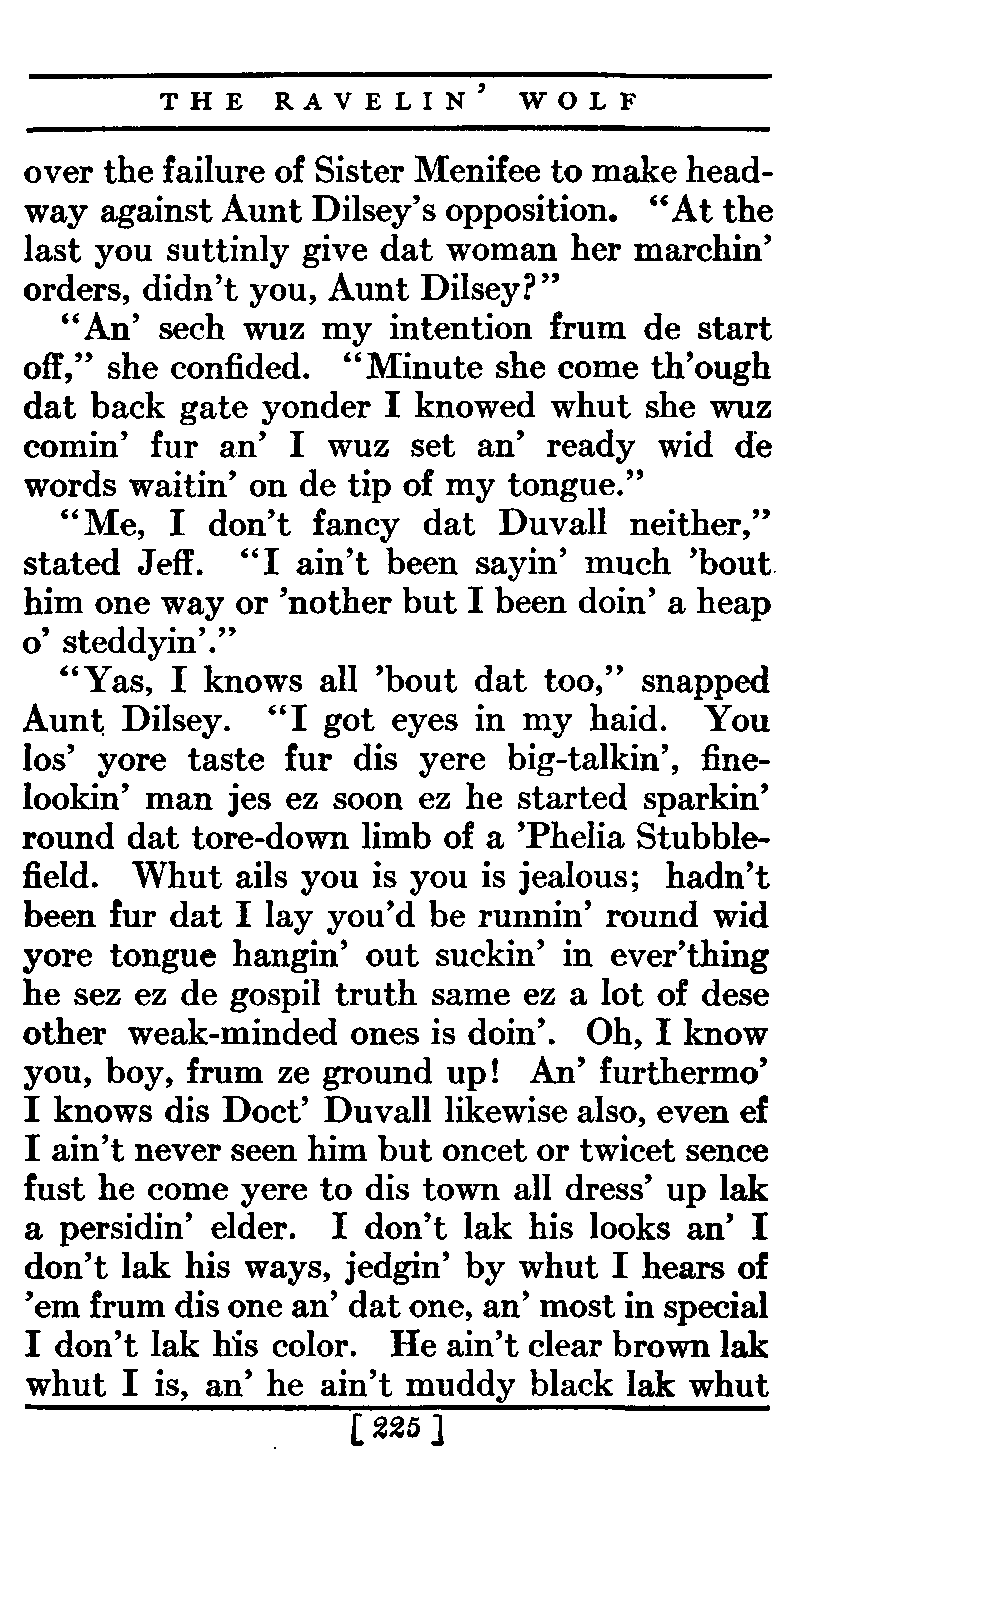 THE RAVELIN' WOLF
over the failure of Sister Menifee to make head-
way against Aunt Dilsey's opposition. “At the
last you suttinly give dat woman her marchin'
orders, didn't you, Aunt Dilsey?”
“An' sech wuz my intention frum de start
off,” she confided. “Minute she come th'ough
dat back gate yonder I knowed whut she wuz
comin' fur an' I wuz set an' ready wid de
words waitin' on de tip of my tongue.”
“Me, I don't fancy dat Duvall neither,”
stated Jeff. “I ain't been sayin' much 'bout
him one way or 'nother but I been doin' a heap
o' steddyin'.”
“Yas, I knows all 'bout dat too,” snapped
Aunt Dilsey. “I got eyes in my haid. You
los' yore taste fur dis yere big-talkin', fine-
lookin' man jes ez soon ez he started sparkin'
round dat tore-down limb of a 'Phelia Stubble-
field. Whut ails you is you is jealous; hadn't
been fur dat I lay you'd be runnin' round wid
yore tongue hangin' out suckin' in ever'thing
he sez ez de gospil truth same ez a lot of dese
other weak-minded ones is doin'. Oh, I know
you, boy, frum ze ground up! An' furthermo'
I knows dis Doct' Duvall likewise also, even ef
I ain't never seen him but oncet or twicet sence
fust he come yere to dis town all dress' up lak
a persidin' elder. I don't lak his looks an' I
don't lak his ways, jedgin' by whut I hears of
'em frum dis one an' dat one, an' most in special
I don't lak his color. He ain't clear brown lak
whut I is, an' he ain't muddy black lak whut
[ 225 ]